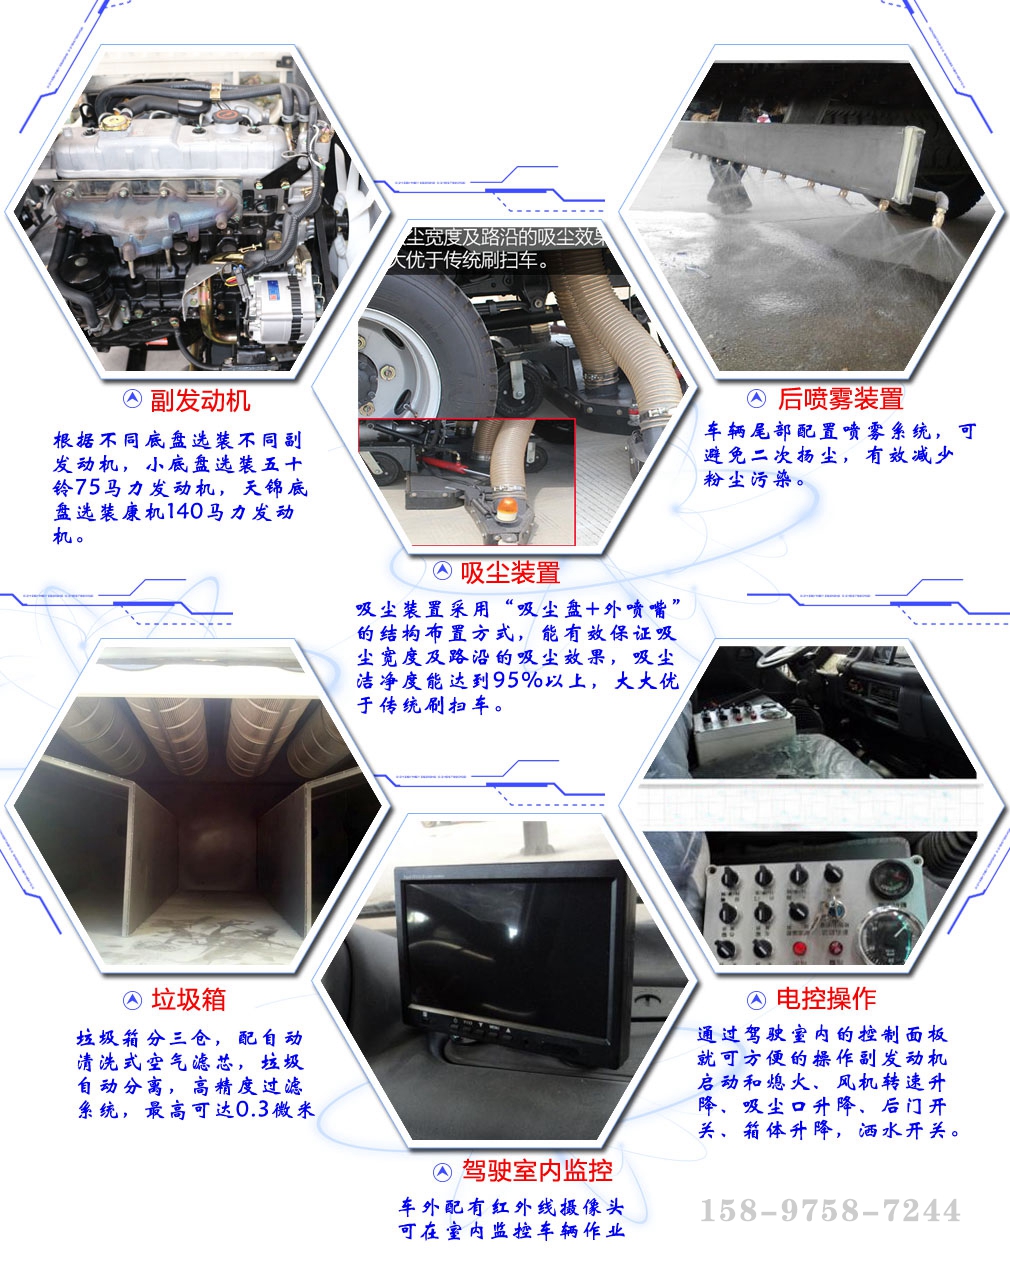 副发动机
根据不同底盘选装不同副
发动机，小底盘选装五十
铃75马力发动机，天锦底
盘选装康机140马力发动
机。
尘宽度及路沿的吸尘效果
大优于传统刷扫车。
吸尘装置
吸尘装置采用“吸尘盘+外喷嘴”
的结构布置方式，能有效保证吸
尘宽度及路沿的吸尘效果，吸尘
洁净度能达到95%以上，大大优
于传统刷扫车。
后喷雾装置
车辆尾部配置喷雾系统，可
避免二次扬尘，有效减少
粉尘污染。
垃圾箱
垃圾箱分三仓，配自动
清洗式空气滤芯，垃圾
自动分离，高精度过滤
系统，最高可达0.3微米
驾驶室内监控
车外配有红外线摄像头
可在室内监控车辆作业
电控操作
通过驾驶室内的控制面板
就可方便的操作副发动机
启动和熄火、风机转速升
降、吸尘口升降、后门开
关、箱体升降，洒水开关。
158-9758-7244